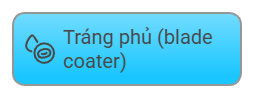 Tráng phủ (blade
coater)